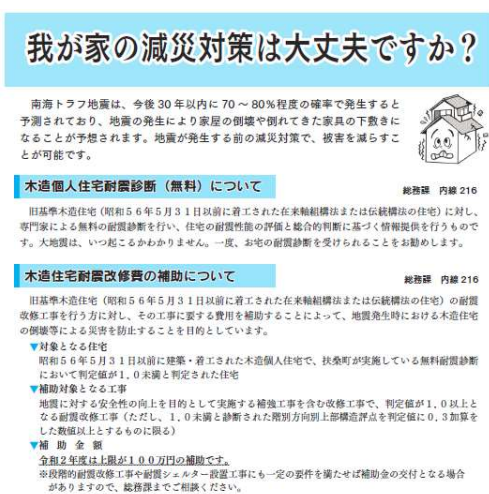 我が家の減災対策は大丈夫ですか？
南海トラフ地震は、今後 30 年以内に 70 ～ 80％程度の確率で発生すると
予測されており、地震の発生により家屋の倒壊や倒れてきた家具の下敷きに
なることが予想されます。地震が発生する前の減災対策で、被害を減らすこ
とが可能です。
木造個人住宅耐震診断（無料）について
総務課　内線 216
旧基準木造住宅（昭和５６年５月３１日以前に着工された在来軸組構法または伝統構法の住宅）に対し、
専門家による無料の耐震診断を行い、住宅の耐震性能の評価と総合的判断に基づく情報提供を行うもので
す。大地震は、いつ起こるかわかりません。一度、お宅の耐震診断を受けられることをお勧めします。
木造住宅耐震改修費の補助について
総務課　内線 216
旧基準木造住宅（昭和５６年５月３１日以前に着工された在来軸組構法または伝統構法の住宅）の耐震
改修工事を行う方に対し、その工事に要する費用を補助することによって、地震発生時における木造住宅
の倒壊等による災害を防止することを目的としています。
▼対象となる住宅
昭和５６年５月３１日以前に建築・着工された木造個人住宅で、扶桑町が実施している無料耐震診断
において判定値が１.０未満と判定された住宅
▼補助対象となる工事
地震に対する安全性の向上を目的として実施する補強工事を含む改修工事で、判定値が１.０以上と
なる耐震改修工事（ただし、１.０未満と診断された階別方向別上部構造評点を判定値に０.３加算を
した数値以上とするものに限る）
▼補　助　金　額
令和２年度は上限が１００万円の補助です。
※段階的耐震改修工事や耐震シェルター設置工事にも一定の要件を満たせば補助金の交付となる場合
がありますので、総務課までご相談ください。